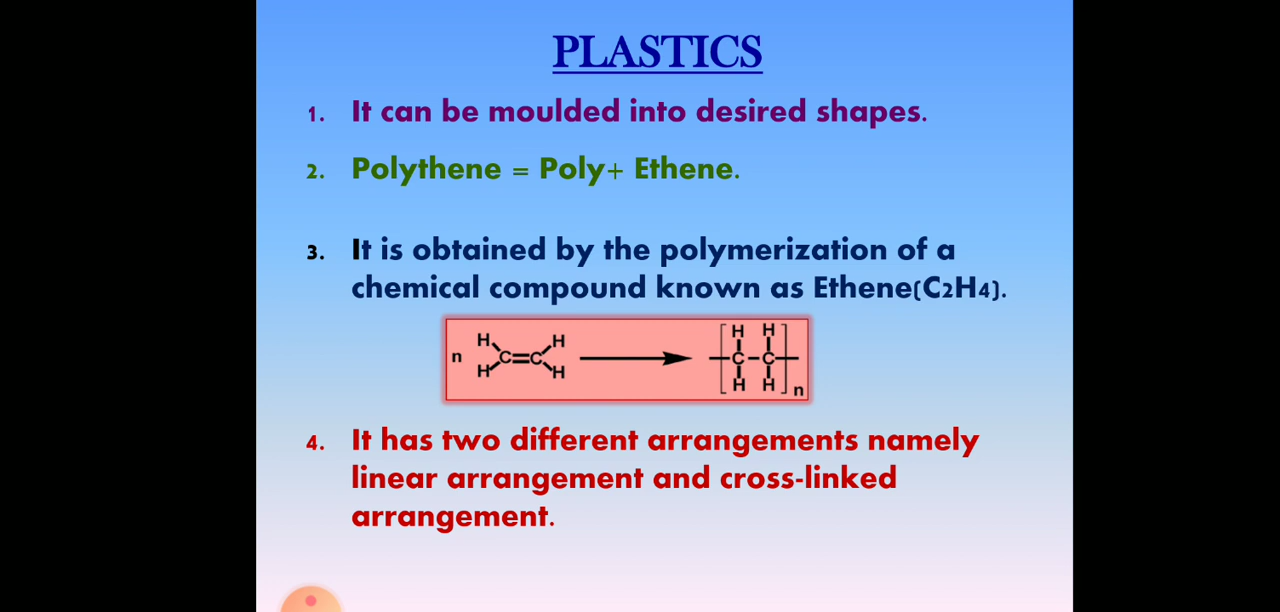 PLASTICS
1. It can be moulded into desired shapes.
2. Polythene = Poly+ Ethene.
3. It is obtained by the polymerization of a
chemical compound known as Ethene(C2H4).
H H H H
n C=C -C-C-
H H H H n
4. It has two different arrangements namely
linear arrangement and cross-linked
arrangement.